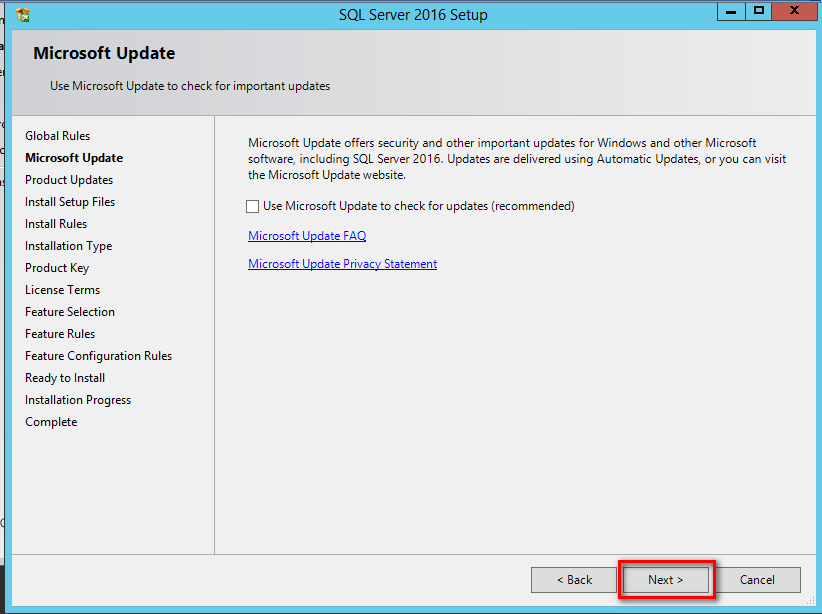 SQL Server 2016 Setup
Microsoft Update
Use Microsoft Update to check for important updates
Global Rules
Microsoft Update
Product Updates
Install Setup Files
Install Rules
Installation Type
Product Key
License Terms
Feature Selection
Feature Rules
Feature Configuration Rules
Ready to Install
Installation Progress
Complete
Microsoft Update offers security and other important updates for Windows and other Microsoft
software, including SQL Server 2016. Updates are delivered using Automatic Updates, or you can visit
the Microsoft Update website.
Use Microsoft Update to check for updates (recommended)
Microsoft Update FAQ
Microsoft Update Privacy Statement
< Back
Next >
Cancel